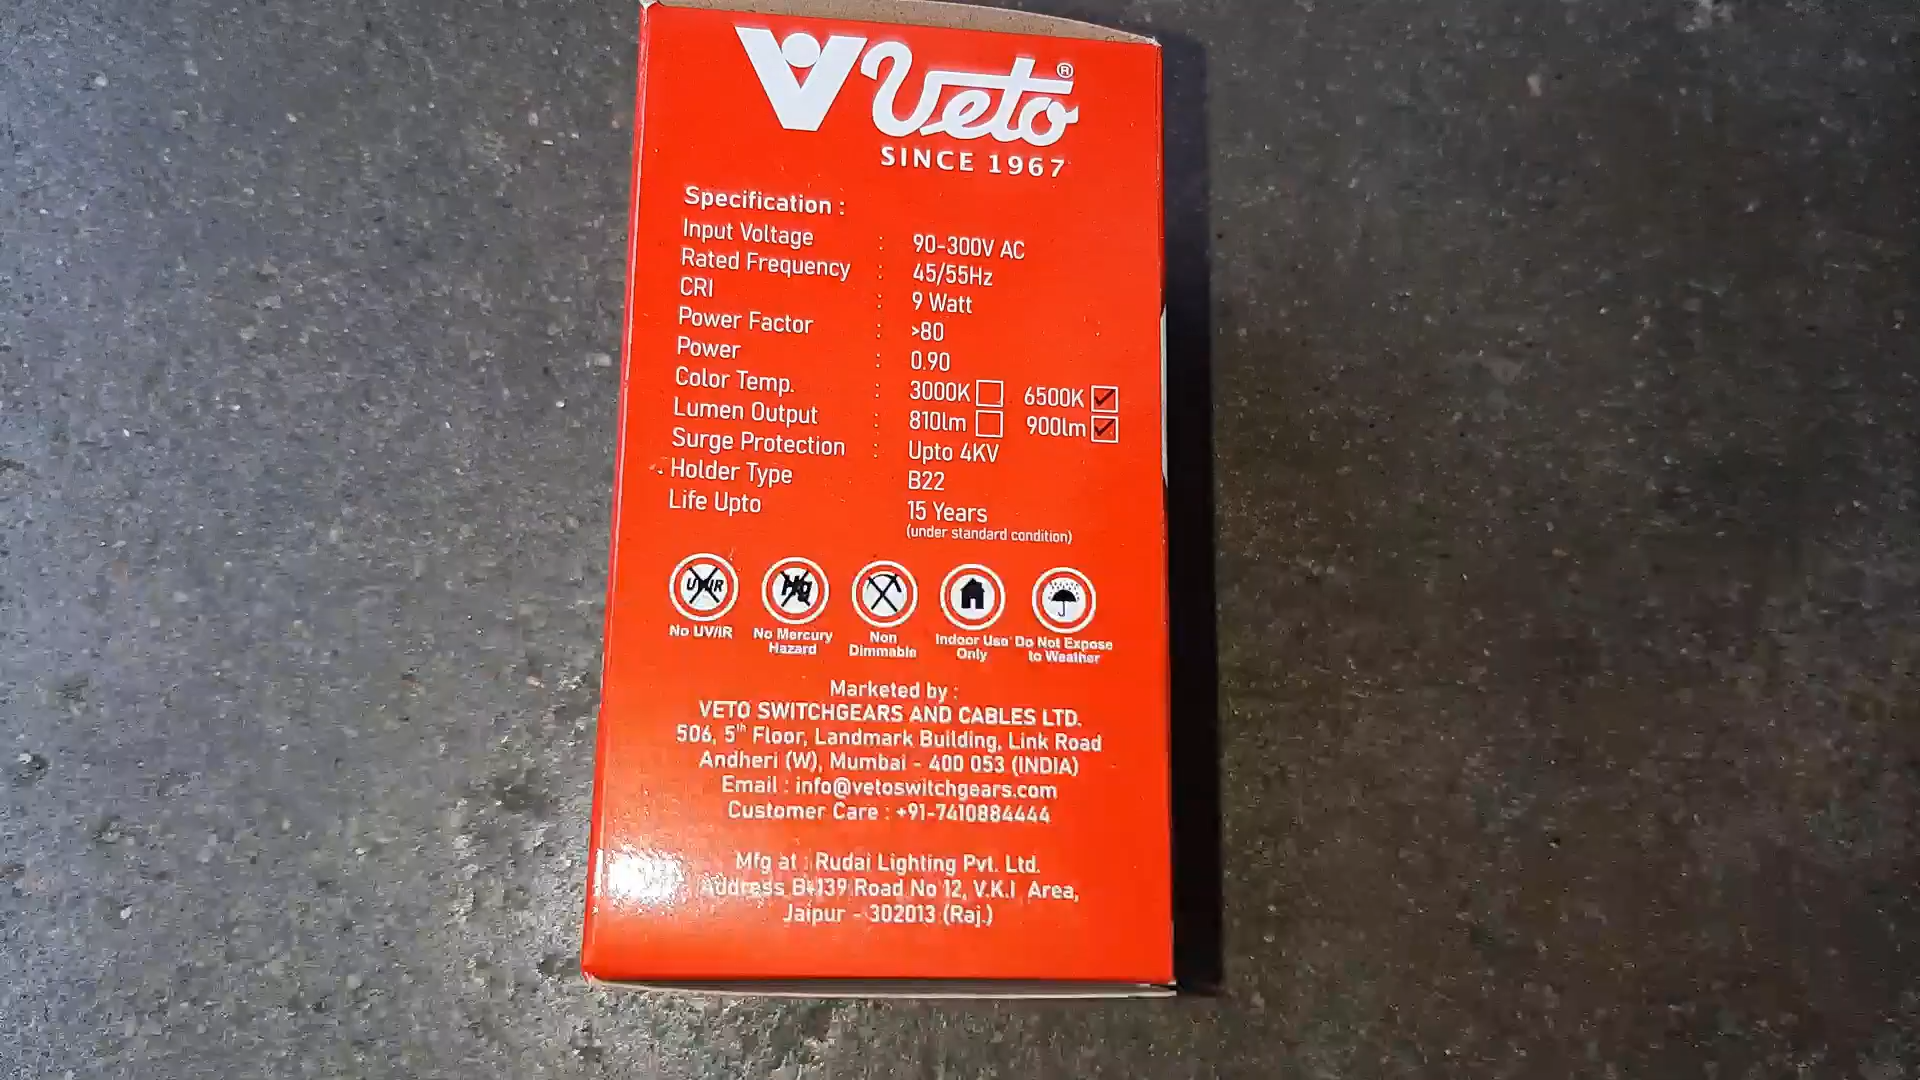 Veto®
SINCE 1967
Specification :
Input Voltage : 90-300V AC
Rated Frequency : 45/55Hz
CRI : 9 Watt
Power Factor : >80
Power : 0.90
Color Temp. : 3000K 6500K
Lumen Output : 810lm 900lm
Surge Protection : Upto 4KV
Holder Type B22
Life Upto 15 Years
(under standard condition)
UV/IR
Hg
No UV/IR
No Mercury
Hazard
Non
Dimmable
Indoor Use
Only
Do Not Expose
to Weather
Marketed by :
VETO SWITCHGEARS AND CABLES LTD.
506, 5th Floor, Landmark Building, Link Road
Andheri (W), Mumbai - 400 053 (INDIA)
Email : info@vetoswitchgears.com
Customer Care : +91-7410884444
Mfg at : Rudai Lighting Pvt. Ltd.
Address B-139 Road No 12, V.K.I Area,
Jaipur - 302013 (Raj.)